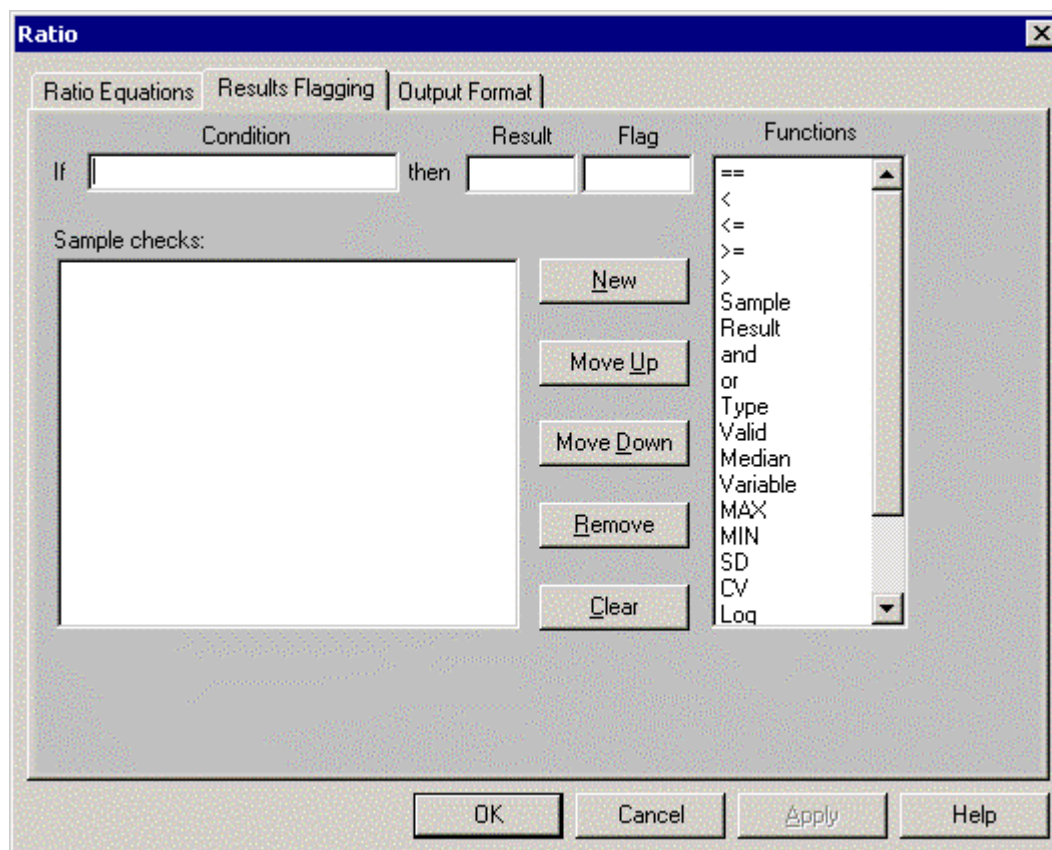 Ratio
Ratio Equations Results Flagging Output Format
Condition Result Flag Functions
If then
Sample checks:
==
<
<=
>=
>
Sample
Result
and
or
Type
Valid
Median
Variable
MAX
MIN
SD
CV
Log
New
Move Up
Move Down
Remove
Clear
OK Cancel Apply Help